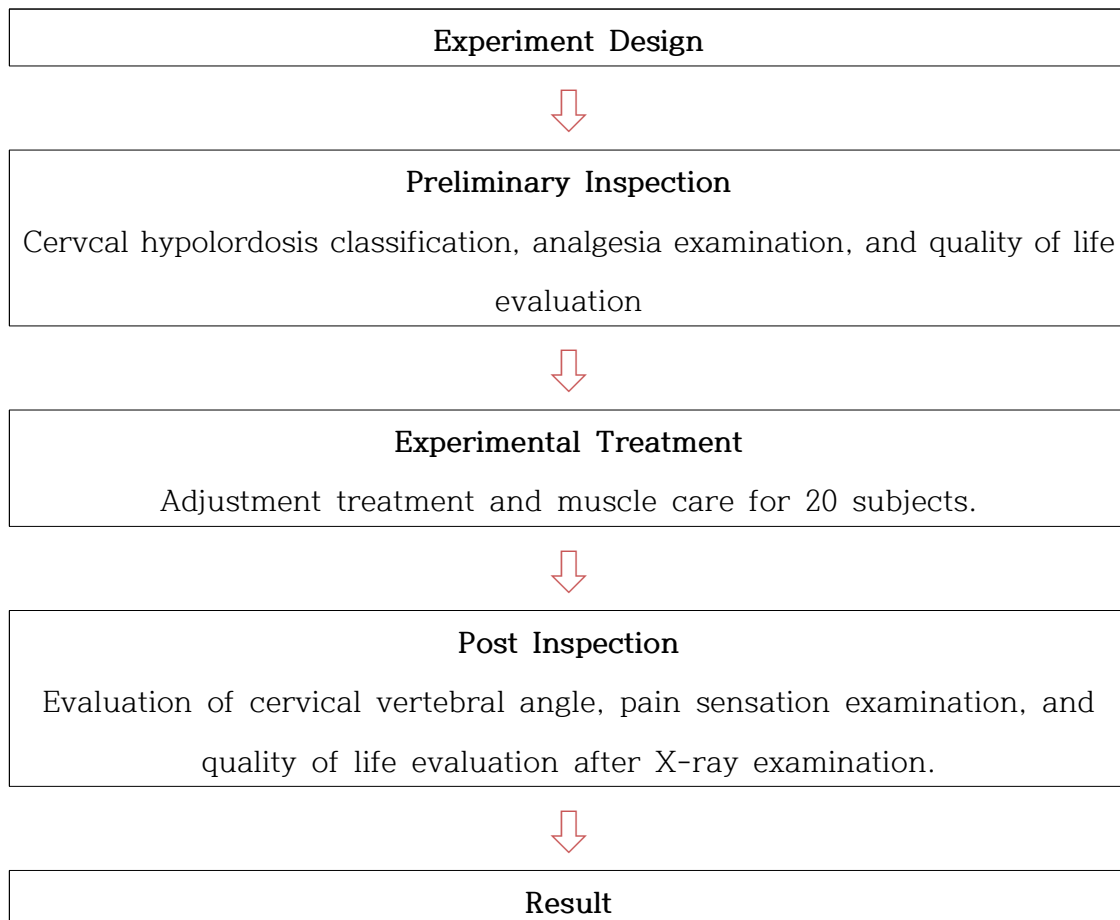 Experiment Design
Preliminary Inspection
Cervcal hypolordosis classification, analgesia examination, and quality of life
evaluation
Experimental Treatment
Adjustment treatment and muscle care for 20 subjects.
Post Inspection
Evaluation of cervical vertebral angle, pain sensation examination, and
quality of life evaluation after X-ray examination.
Result